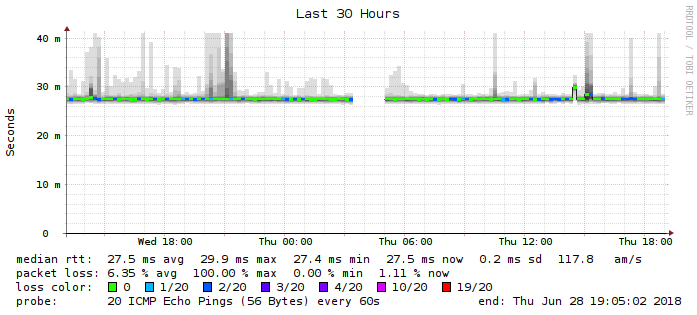 Last 30 Hours
RRDTOOL / TOBI OETIKER
Seconds
40 m
30 m
20 m
10 m
0
Wed 18:00 Thu 00:00 Thu 06:00 Thu 12:00 Thu 18:00
median rtt: 27.5 ms avg 29.9 ms max 27.4 ms min 27.5 ms now 0.2 ms sd 117.8 am/s
packet loss: 6.35 % avg 100.00 % max 0.00 % min 1.11 % now
loss color: 0 1/20 2/20 3/20 4/20 10/20 19/20
probe: 20 ICMP Echo Pings (56 Bytes) every 60s end: Thu Jun 28 19:05:02 2018